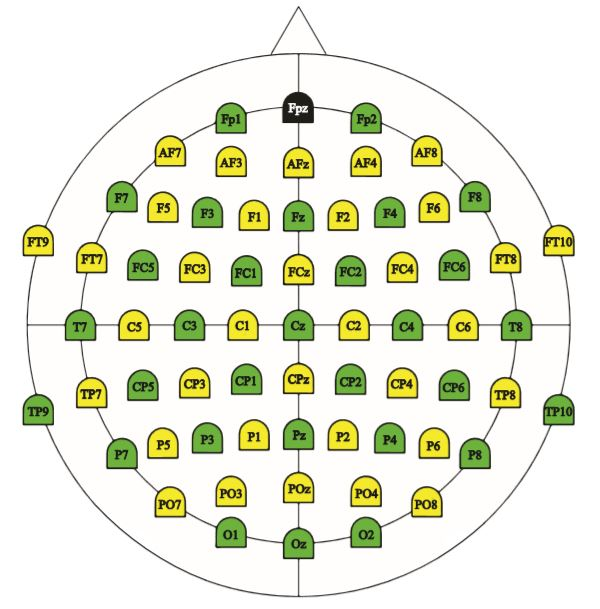 Fpz
Fp1 Fp2
AF7 AF3 AFz AF4 AF8
F7 F5 F3 F1 Fz F2 F4 F6 F8
FT9 FT7 FC5 FC3 FC1 FCz FC2 FC4 FC6 FT8 FT10
T7 C5 C3 C1 Cz C2 C4 C6 T8
TP9 TP7 CP5 CP3 CP1 CPz CP2 CP4 CP6 TP8 TP10
P7 P5 P3 P1 Pz P2 P4 P6 P8
PO7 PO3 POz PO4 PO8
O1 Oz O2